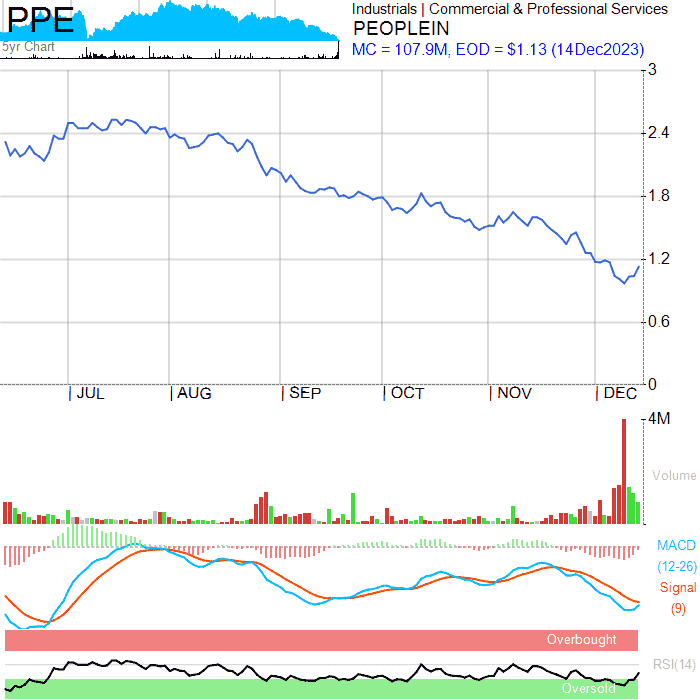 PPE
5yr Chart
Industrials | Commercial & Professional Services
PEOPLEIN
MC = 107.9M, EOD = $1.13 (14Dec2023)
3
2.4
1.8
1.2
0.6
0
JUL AUG SEP OCT NOV DEC
4M
Volume
MACD
(12-26)
Signal
(9)
Overbought
RSI(14)
Oversold